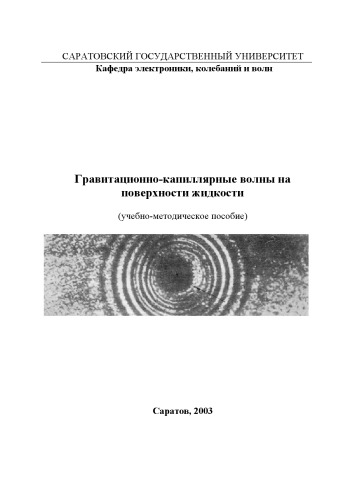 САРАТОВСКИЙ ГОСУДАРСТВЕННЫЙ УНИВЕРСИТЕТ
Кафедра электроники, колебаний и волн
Гравитационно-капиллярные волны на
поверхности жидкости
(учебно-методическое пособие)
Саратов, 2003